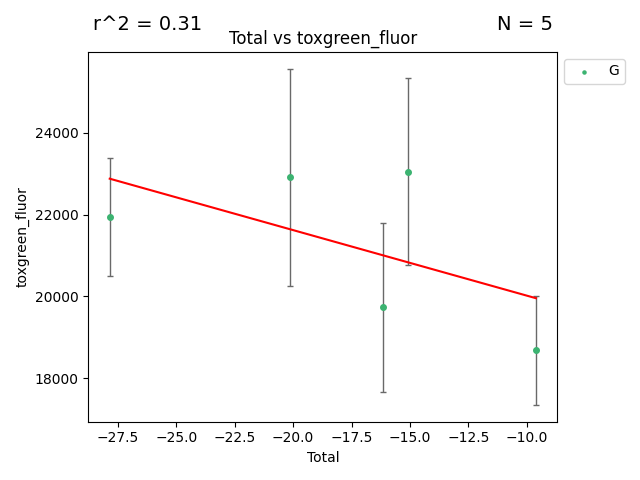 r^2 = 0.31 N = 5
Total vs toxgreen_fluor
G
24000
22000
20000
18000
toxgreen_fluor
−27.5 −25.0 −22.5 −20.0 −17.5 −15.0 −12.5 −10.0
Total